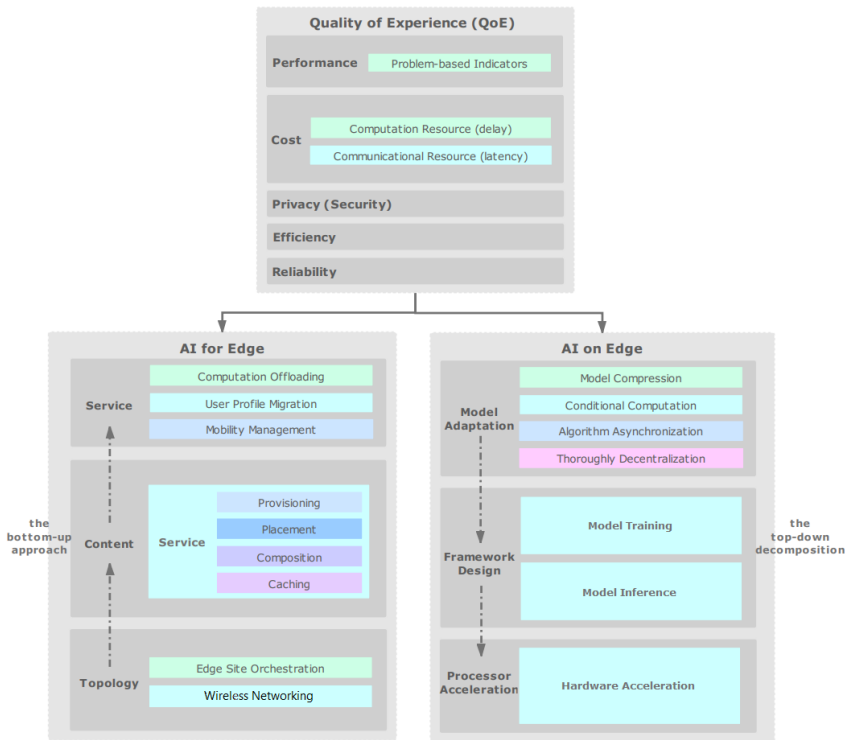 Quality of Experience (QoE)
Performance
Problem-based Indicators
Cost
Computation Resource (delay)
Communicational Resource (latency)
Privacy (Security)
Efficiency
Reliability
AI for Edge
Service
Computation Offloading
User Profile Migration
Mobility Management
the
bottom-up
approach
Content
Service
Provisioning
Placement
Composition
Caching
Topology
Edge Site Orchestration
Wireless Networking
AI on Edge
Model
Adaptation
Model Compression
Conditional Computation
Algorithm Asynchronization
Thoroughly Decentralization
Framework
Design
Model Training
Model Inference
the
top-down
decomposition
Processor
Acceleration
Hardware Acceleration